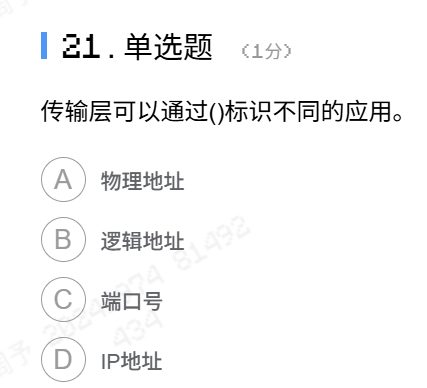 21.单选题 (1分)
传输层可以通过()标识不同的应用。
A 物理地址
B 逻辑地址
C 端口号
D IP地址